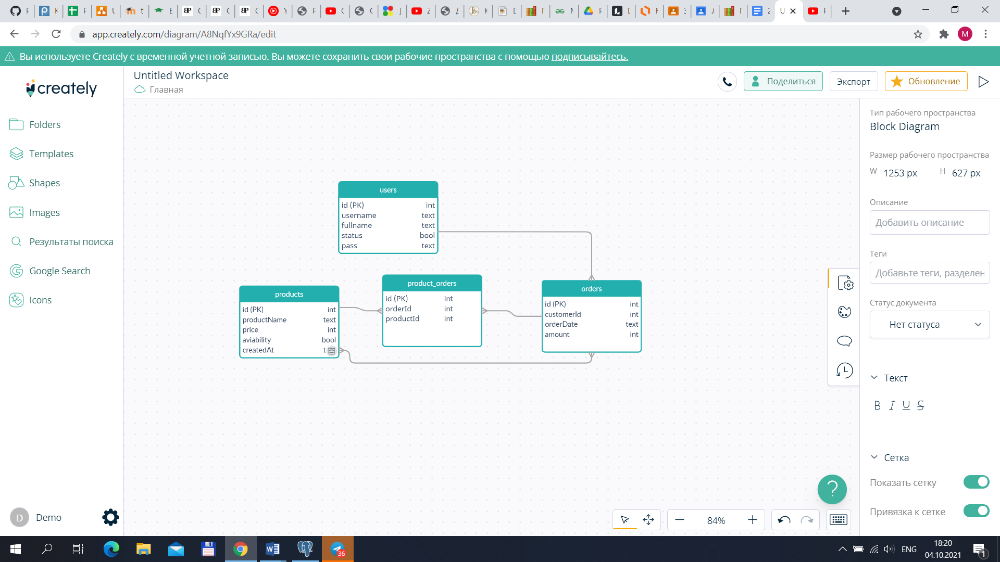 app.creately.com/diagram/A8NqfYx9GRa/edit
M
Вы используете Creately с временной учетной записью. Вы можете сохранить свои рабочие пространства с помощью подписывайтесь.
creately
Untitled Workspace
Главная
Поделиться
Экспорт
Обновление
Folders
Templates
Shapes
Images
Результаты поиска
Google Search
Icons
D Demo
users
id (PK) int
username text
fullname text
status bool
pass text
products
id (PK) int
productName text
price int
aviability bool
createdAt t
product_orders
id (PK) int
orderId int
productId int
orders
id (PK) int
customerId int
orderDate text
amount int
Тип рабочего пространства
Block Diagram
Размер рабочего пространства
W 1253 px H 627 px
Описание
Добавить описание
Теги
Добавьте теги, разделен
Статус документа
Нет статуса
Текст
B I U S
Сетка
Показать сетку
Привязка к сетке
?
84%
36
ENG
18:20
04.10.2021
1